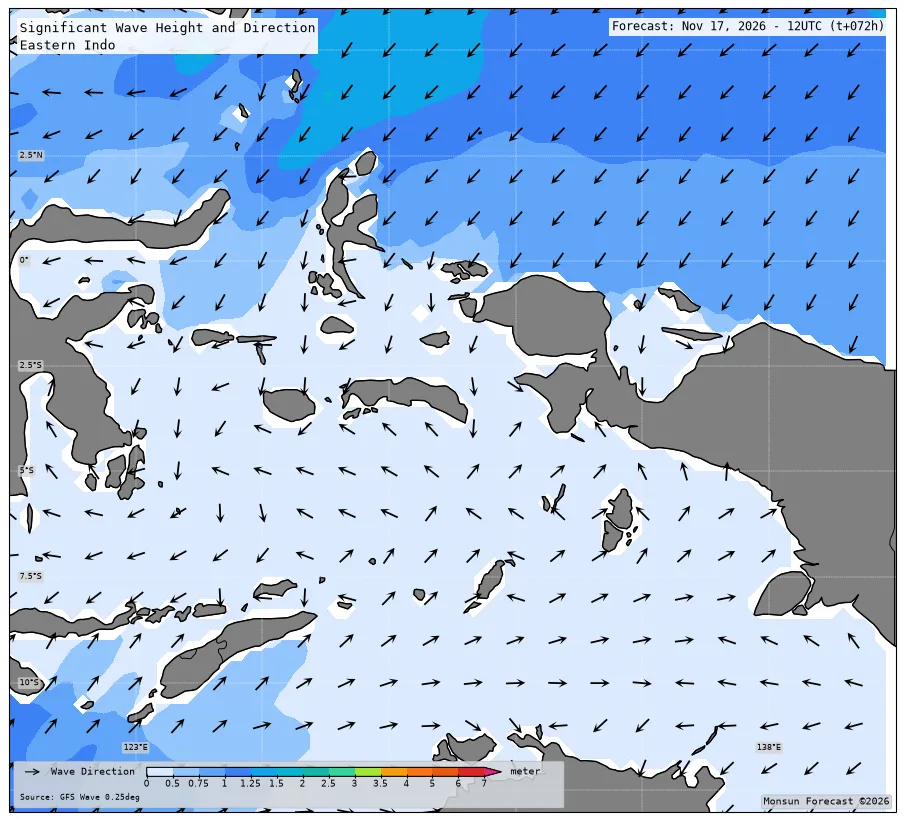 Significant Wave Height and Direction
Eastern Indo
Forecast: Nov 17, 2026 - 12UTC (t+072h)
2.5°N
0°
2.5°S
5°S
7.5°S
10°S
123°E
138°E
Wave Direction
0 0.5 0.75 1 1.25 1.5 2 2.5 3 3.5 4 5 6 7
meter
Source: GFS Wave 0.25deg
Monsun Forecast ©2026